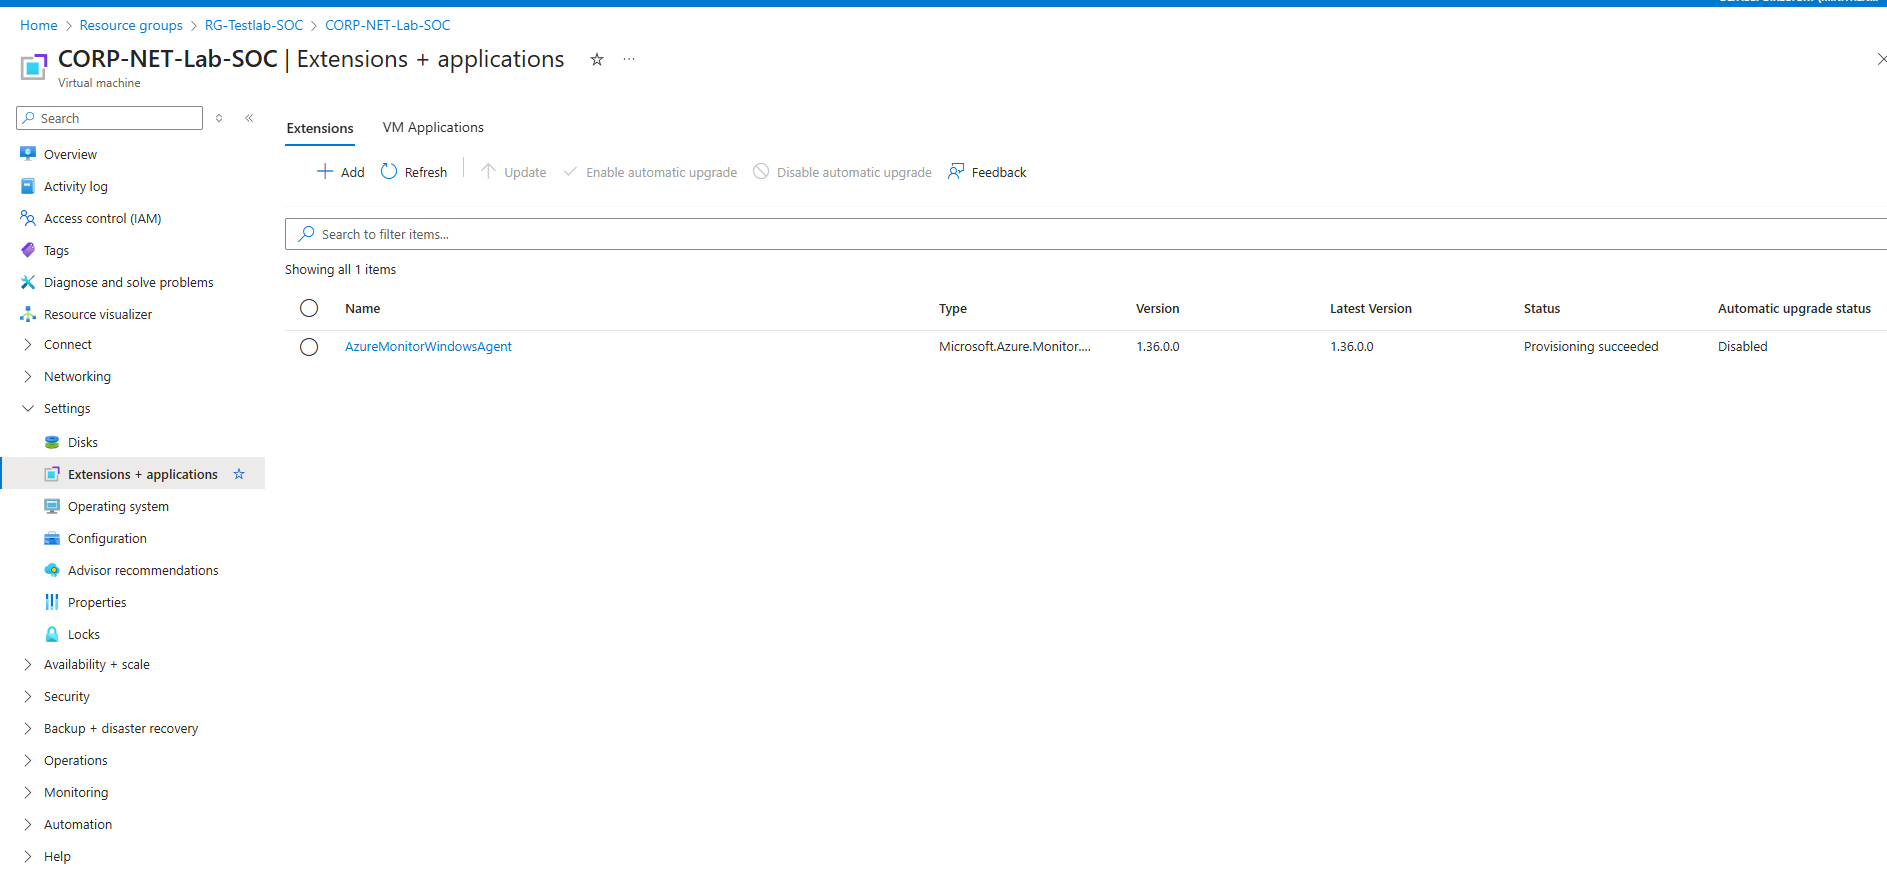 Home > Resource groups > RG-Testlab-SOC > CORP-NET-Lab-SOC
CORP-NET-Lab-SOC | Extensions + applications
Virtual machine
Search
Overview
Activity log
Access control (IAM)
Tags
Diagnose and solve problems
Resource visualizer
Connect
Networking
Settings
Disks
Extensions + applications
Operating system
Configuration
Advisor recommendations
Properties
Locks
Availability + scale
Security
Backup + disaster recovery
Operations
Monitoring
Automation
Help
Extensions VM Applications
Add Refresh Update Enable automatic upgrade Disable automatic upgrade Feedback
Search to filter items...
Showing all 1 items
Name Type Version Latest Version Status Automatic upgrade status
AzureMonitorWindowsAgent Microsoft.Azure.Monitor.... 1.36.0.0 1.36.0.0 Provisioning succeeded Disabled